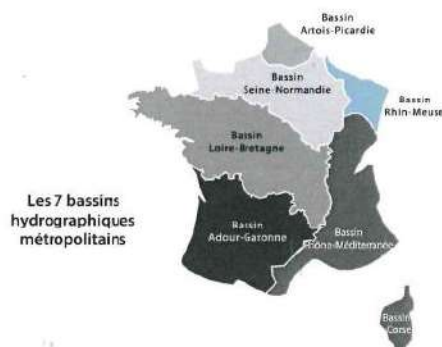 Bassin
Artois-Picardie
Bassin
Seine-Normandie
Bassin
Rhin-Meuse
Bassin
Loire-Bretagne
Les 7 bassins
hydrographiques
métropolitains
Bassin
Adour-Garonne
Bassin
Rhône-Méditerranée
Bassin
Corse